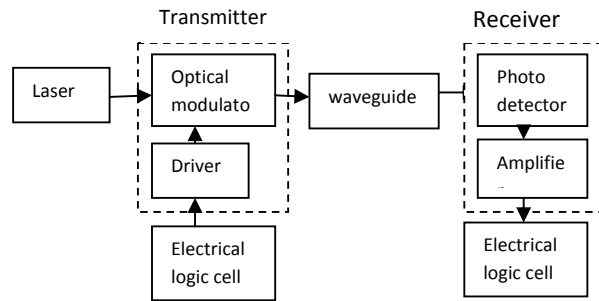 Transmitter
Receiver
Laser
Optical
modulato
waveguide
Photo
detector
Driver
Amplifie
Electrical
logic cell
Electrical
logic cell